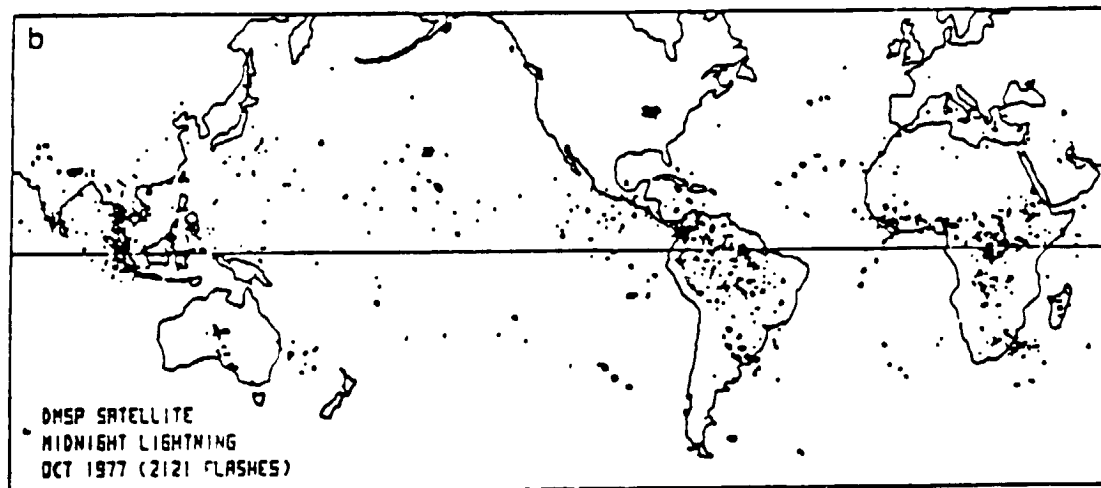 b
DMSP SATELLITE
MIDNIGHT LIGHTNING
OCT 1977 (2121 FLASHES)